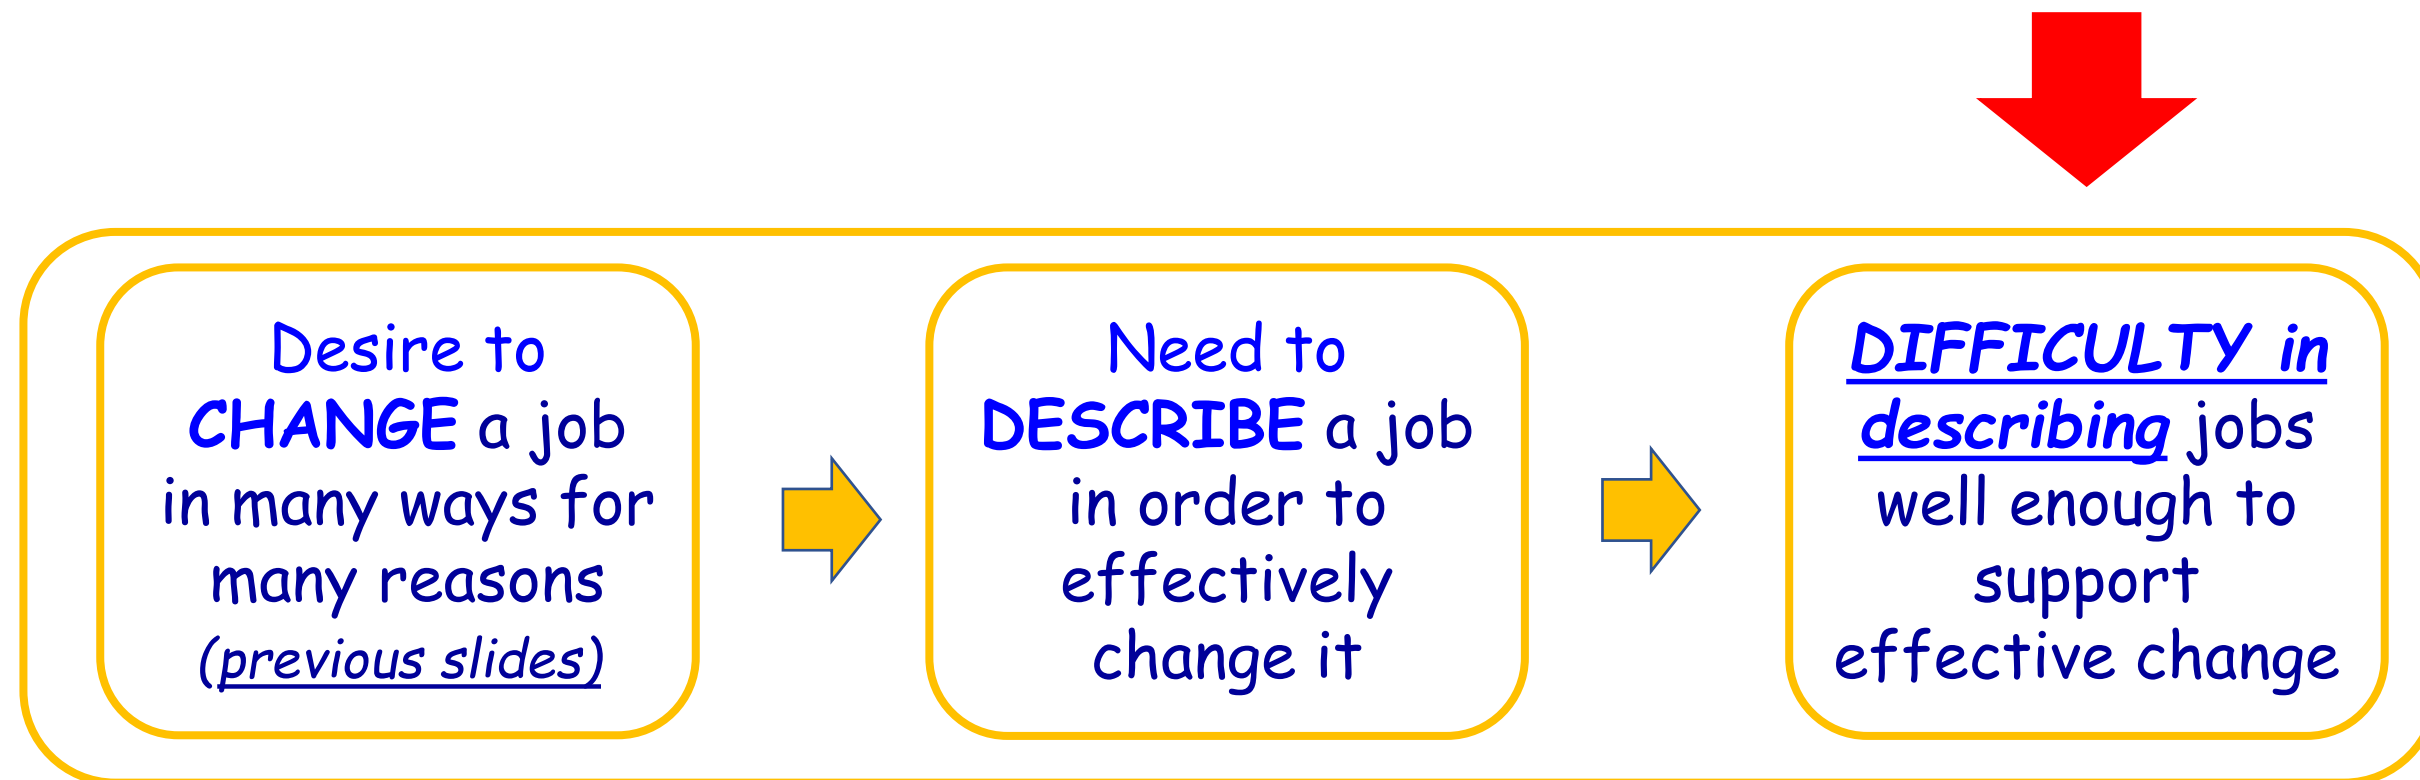 Desire to
CHANGE a job
in many ways for
many reasons
(previous slides)
Need to
DESCRIBE a job
in order to
effectively
change it
DIFFICULTY in
describing jobs
well enough to
support
effective change